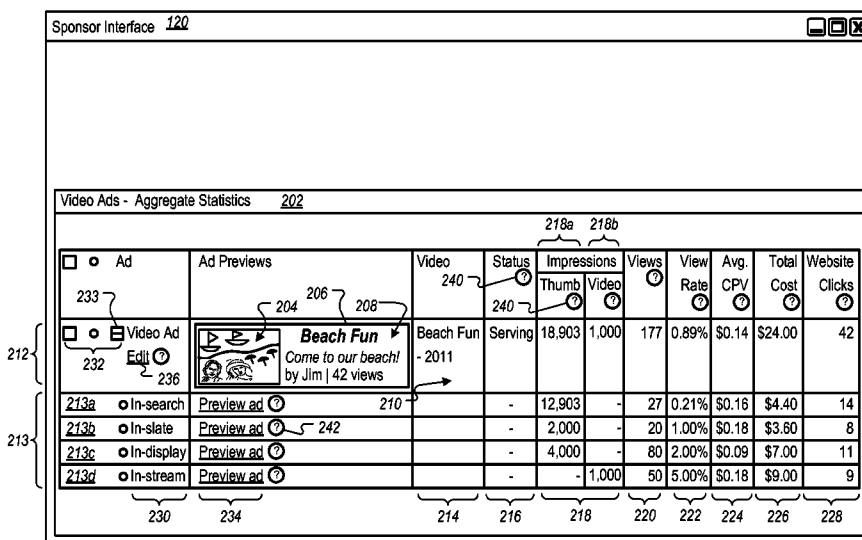 Sponsor Interface 120
Video Ads - Aggregate Statistics 202
218a 218b
Ad Ad Previews Video Status Impressions Views View Avg. Total Website
240 ? Thumb Video ? Rate CPV Cost Clicks
233 204 206 208 240 ? ? ? ? ? ?
212 Video Ad Beach Fun Beach Fun Serving 18,903 1,000 177 0.89% $0.14 $24.00 42
Edit ? Come to our beach! - 2011
232 236 by Jim | 42 views
210
213 213a In-search Preview ad ? - 12,903 - 27 0.21% $0.16 $4.40 14
213b In-slate Preview ad ? 242 - 2,000 - 20 1.00% $0.18 $3.60 8
213c In-display Preview ad ? - 4,000 - 80 2.00% $0.09 $7.00 11
213d In-stream Preview ad ? - - 1,000 50 5.00% $0.18 $9.00 9
230 234 214 216 218 220 222 224 226 228